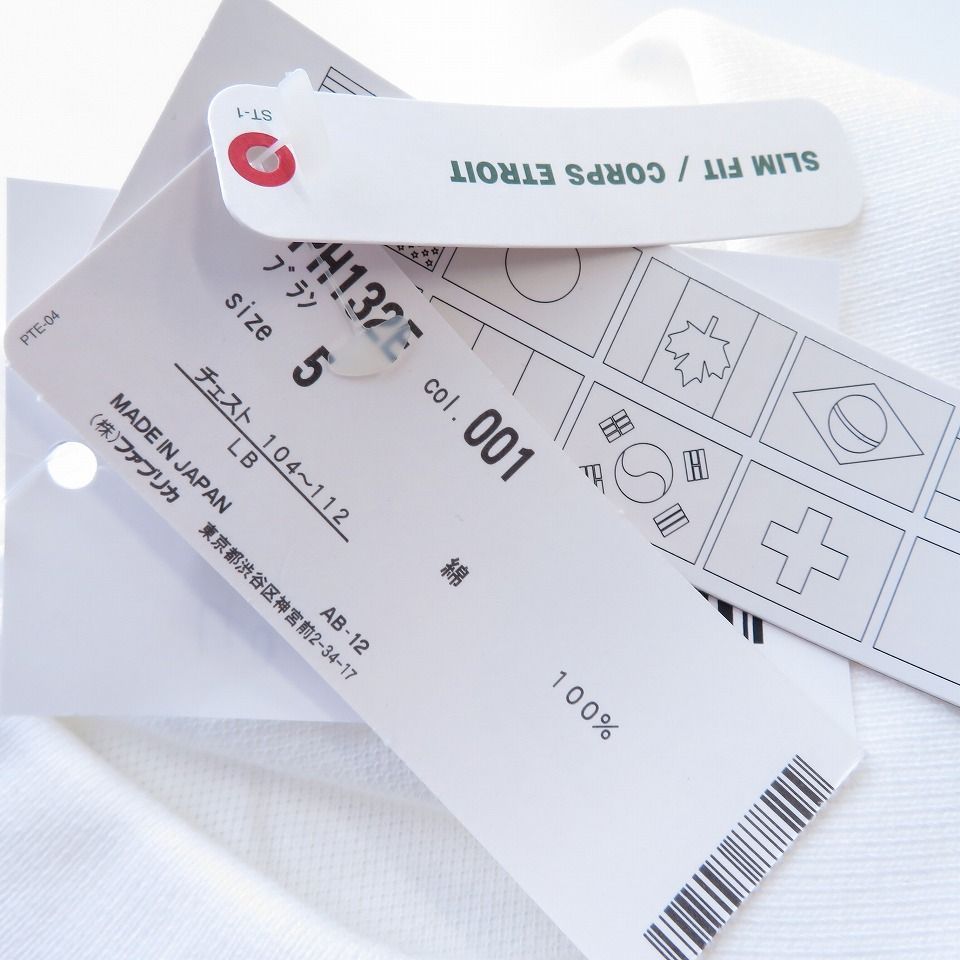 ST-1
SLIM FIT / CORPS ETROIT
PTE-04
PH132E
ブラン
size 5
col. 001
チェスト 104～112
LB
MADE IN JAPAN
(株)ファブリカ
AB-12
東京都渋谷区神宮前2-34-17
綿
100%